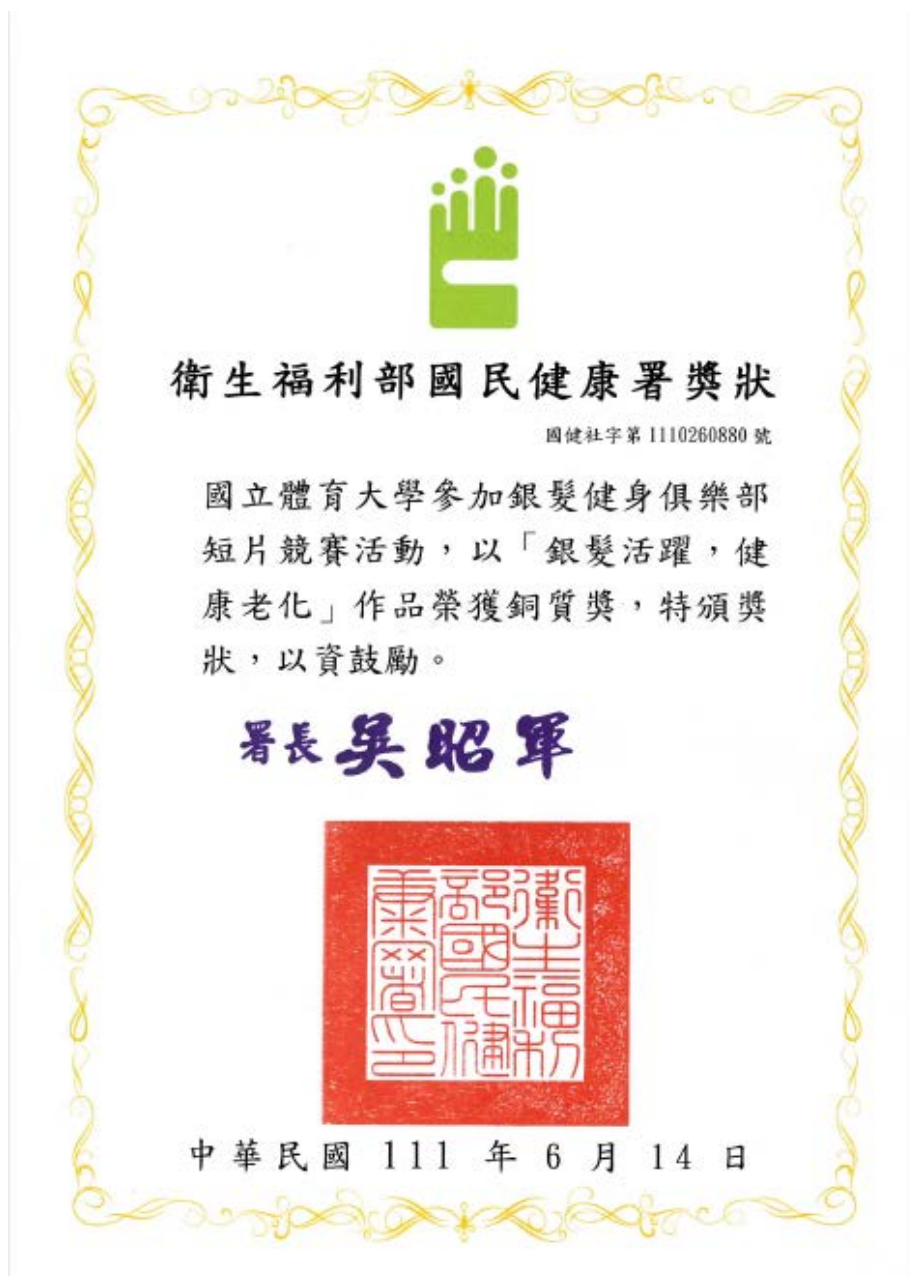 衛生福利部國民健康署獎狀
國健社字第 1110260880 號
國立體育大學參加銀髮健身俱樂部
短片競賽活動，以「銀髮活躍，健
康老化」作品榮獲銅質獎，特頒獎
狀，以資鼓勵。
署長 吳昭軍
衛生福利
部國民健
康署印
中華民國 111 年 6 月 14 日